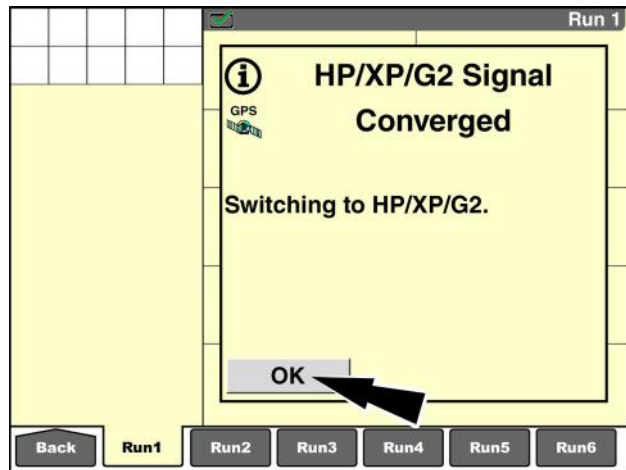 Run 1
HP/XP/G2 Signal
GPS
Converged
Switching to HP/XP/G2.
OK
Back Run1 Run2 Run3 Run4 Run5 Run6